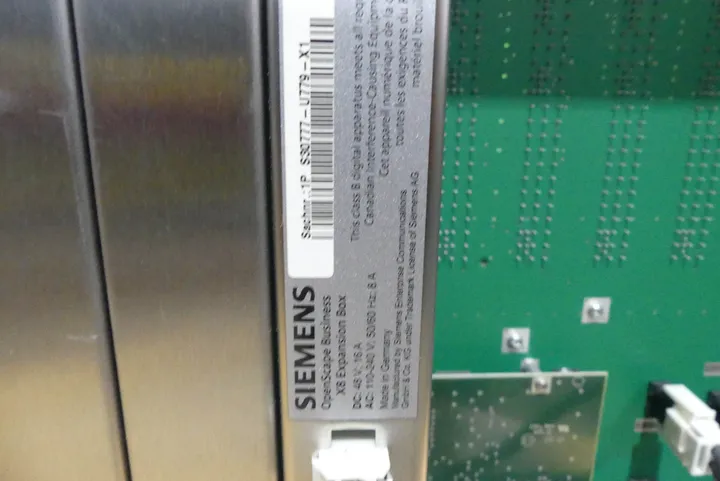 Sachnr.:1P S30777-U779-X1
This class B digital apparatus meets all req
Canadian Interference-Causing Equipm
Cet appareil numérique de la c
toutes les exigences du R
matériel brou
SIEMENS
OpenScape Business
X8 Expansion Box
DC: 48 V; 16 A
AC: 110-240 V; 50/60 Hz; 8 A
Made in Germany
Manufactured by Siemens Enterprise Communications
GmbH & Co. KG under Trademark License of Siemens AG